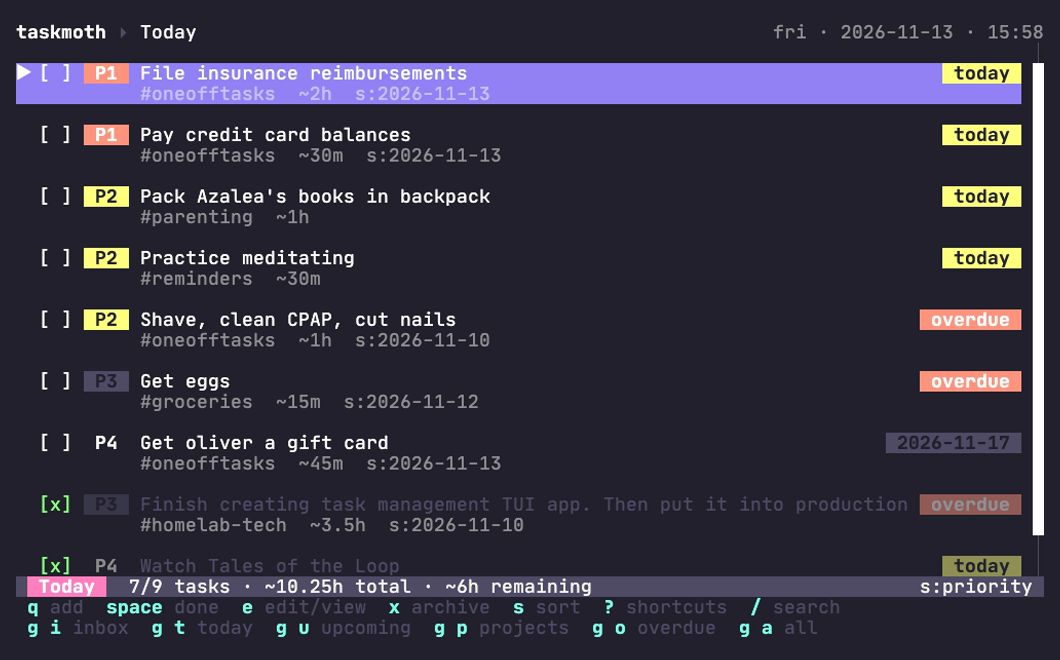 taskmoth ▸ Today fri · 2026-11-13 · 15:58
▶ [ ] P1 File insurance reimbursements today
#oneofftasks ~2h s:2026-11-13
[ ] P1 Pay credit card balances today
#oneofftasks ~30m s:2026-11-13
[ ] P2 Pack Azalea's books in backpack today
#parenting ~1h
[ ] P2 Practice meditating today
#reminders ~30m
[ ] P2 Shave, clean CPAP, cut nails overdue
#oneofftasks ~1h s:2026-11-10
[ ] P3 Get eggs overdue
#groceries ~15m s:2026-11-12
[ ] P4 Get oliver a gift card 2026-11-17
#oneofftasks ~45m s:2026-11-13
[x] P3 Finish creating task management TUI app. Then put it into production overdue
#homelab-tech ~3.5h s:2026-11-10
[x] P4 Watch Tales of the Loop today
Today 7/9 tasks · ~10.25h total · ~6h remaining s:priority
q add space done e edit/view x archive s sort ? shortcuts / search
g i inbox g t today g u upcoming g p projects g o overdue g a all